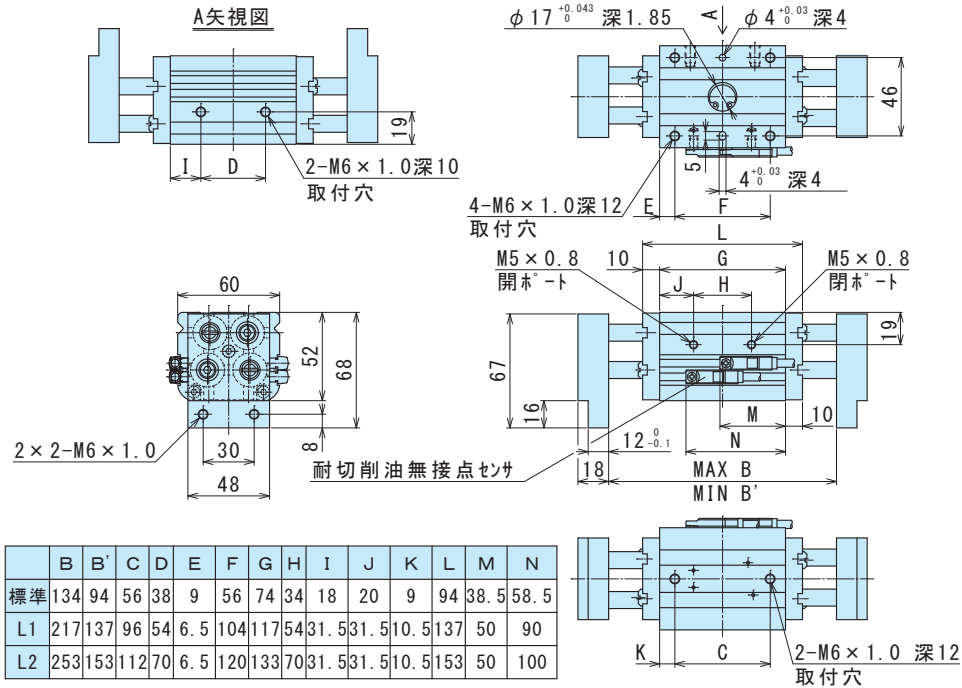 A矢視図
φ17 +0.043 0 深1.85
A
φ4 +0.03 0 深4
46
19
I
D
2-M6×1.0深10
取付穴
5
4 +0.03 0 深4
4-M6×1.0深12
取付穴
E
F
L
M5×0.8
開ポート
10
G
M5×0.8
閉ポート
J
H
60
52
68
67
16
19
M
10
N
12 0 -0.1
8
2×2-M6×1.0
30
48
耐切削油無接点センサ
18
MAX B
MIN B'
B B' C D E F G H I J K L M N
標準 134 94 56 38 9 56 74 34 18 20 9 94 38.5 58.5
L1 217 137 96 54 6.5 104 117 54 31.5 31.5 10.5 137 50 90
L2 253 153 112 70 6.5 120 133 70 31.5 31.5 10.5 153 50 100
K
C
2-M6×1.0 深12
取付穴